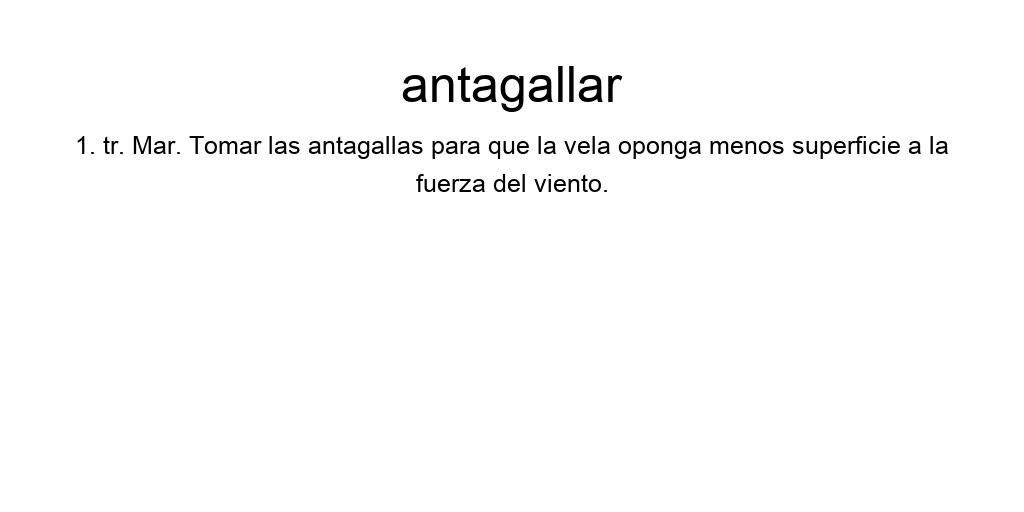 antagallar
1. tr. Mar. Tomar las antagallas para que la vela oponga menos superficie a la
fuerza del viento.